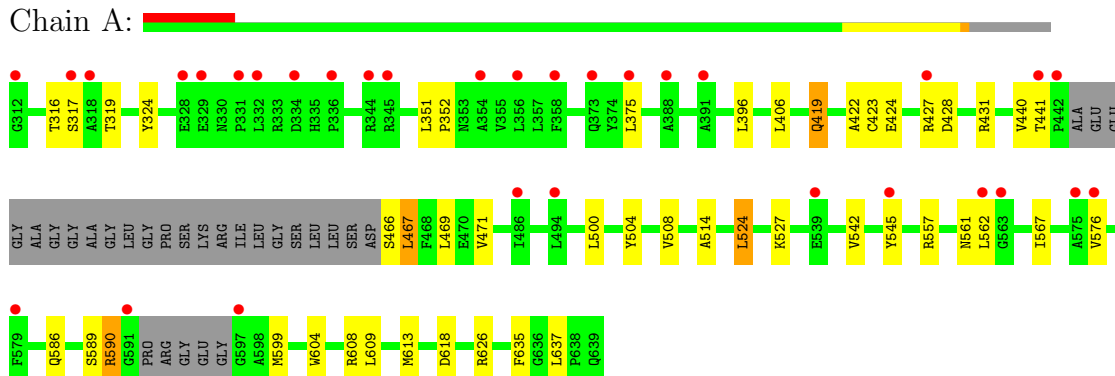 Chain A:
G312 T316 S317 A318 T319 Y324 E328 E329 N330 P331 L332 R333 D334 H335 P336 R344 R345 L351 P352 N353 A354 V355 L356 L357 F358 Q373 Y374 L375 A388 A391 L396 L406 Q419 A422 C423 E424 R427 D428 R431 V440 T441 P442 ALA GLU GLU
GLY ALA GLY GLY ALA GLY LEU GLY PRO SER LYS ARG ILE LEU GLY SER LEU LEU SER ASP S466 L467 F468 L469 E470 V471 I486 L494 L500 Y504 V508 A514 L524 K527 E539 V542 Y545 R557 N561 L562 G563 I567 A575 V576
F579 Q586 S589 R590 G591 PRO ARG GLY GLU GLY G597 A598 M599 W604 R608 L609 M613 D618 R626 F635 G636 L637 P638 Q639